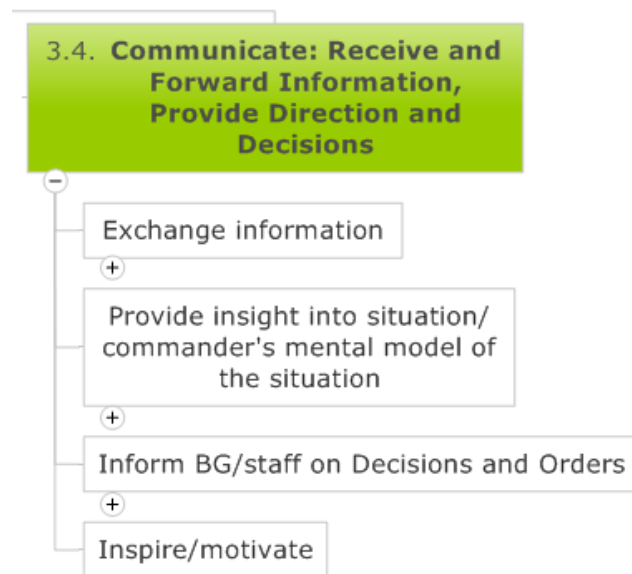 3.4. Communicate: Receive and
Forward Information,
Provide Direction and
Decisions
Exchange information
Provide insight into situation/
commander's mental model of
the situation
Inform BG/staff on Decisions and Orders
Inspire/motivate